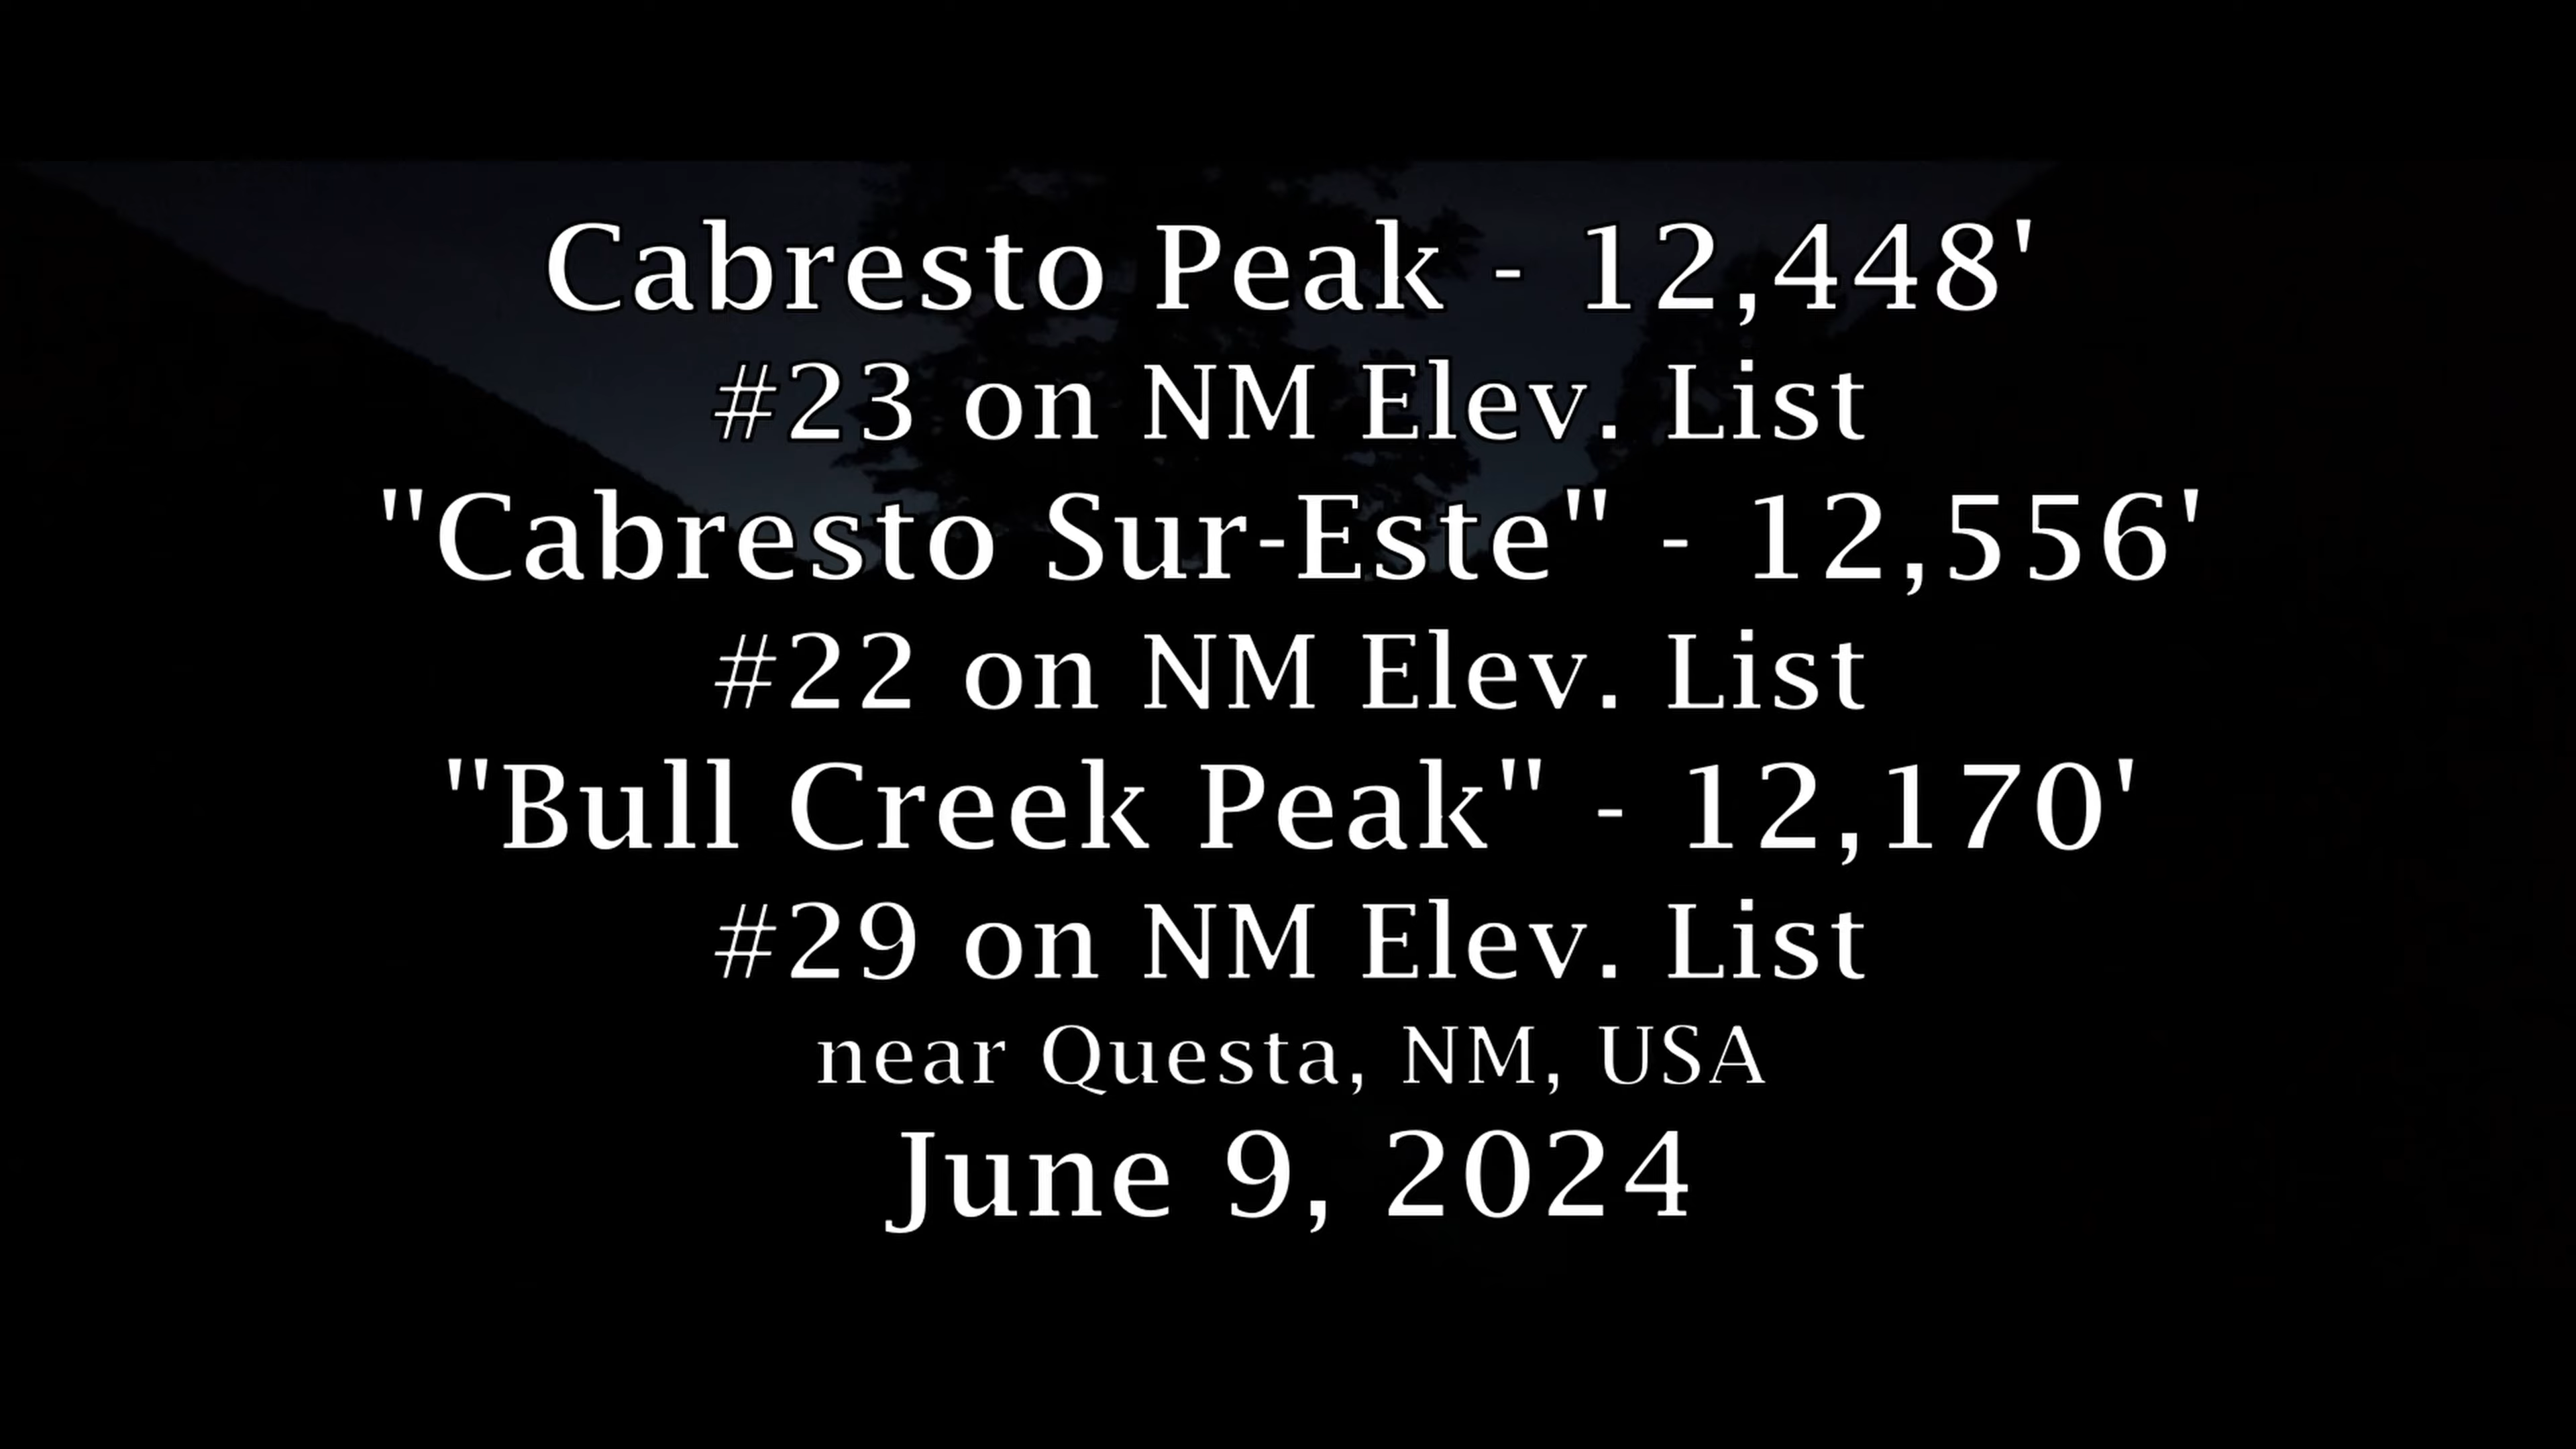 Cabresto Peak - 12,448'
#23 on NM Elev. List
"Cabresto Sur-Este" - 12,556'
#22 on NM Elev. List
"Bull Creek Peak" - 12,170'
#29 on NM Elev. List
near Questa, NM, USA
June 9, 2024